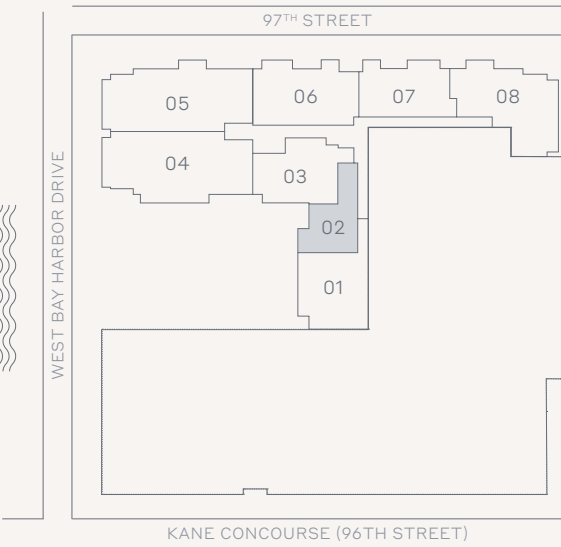 97TH STREET
05
06
07
08
04
03
02
01
WEST BAY HARBOR DRIVE
KANE CONCOURSE (96TH STREET)